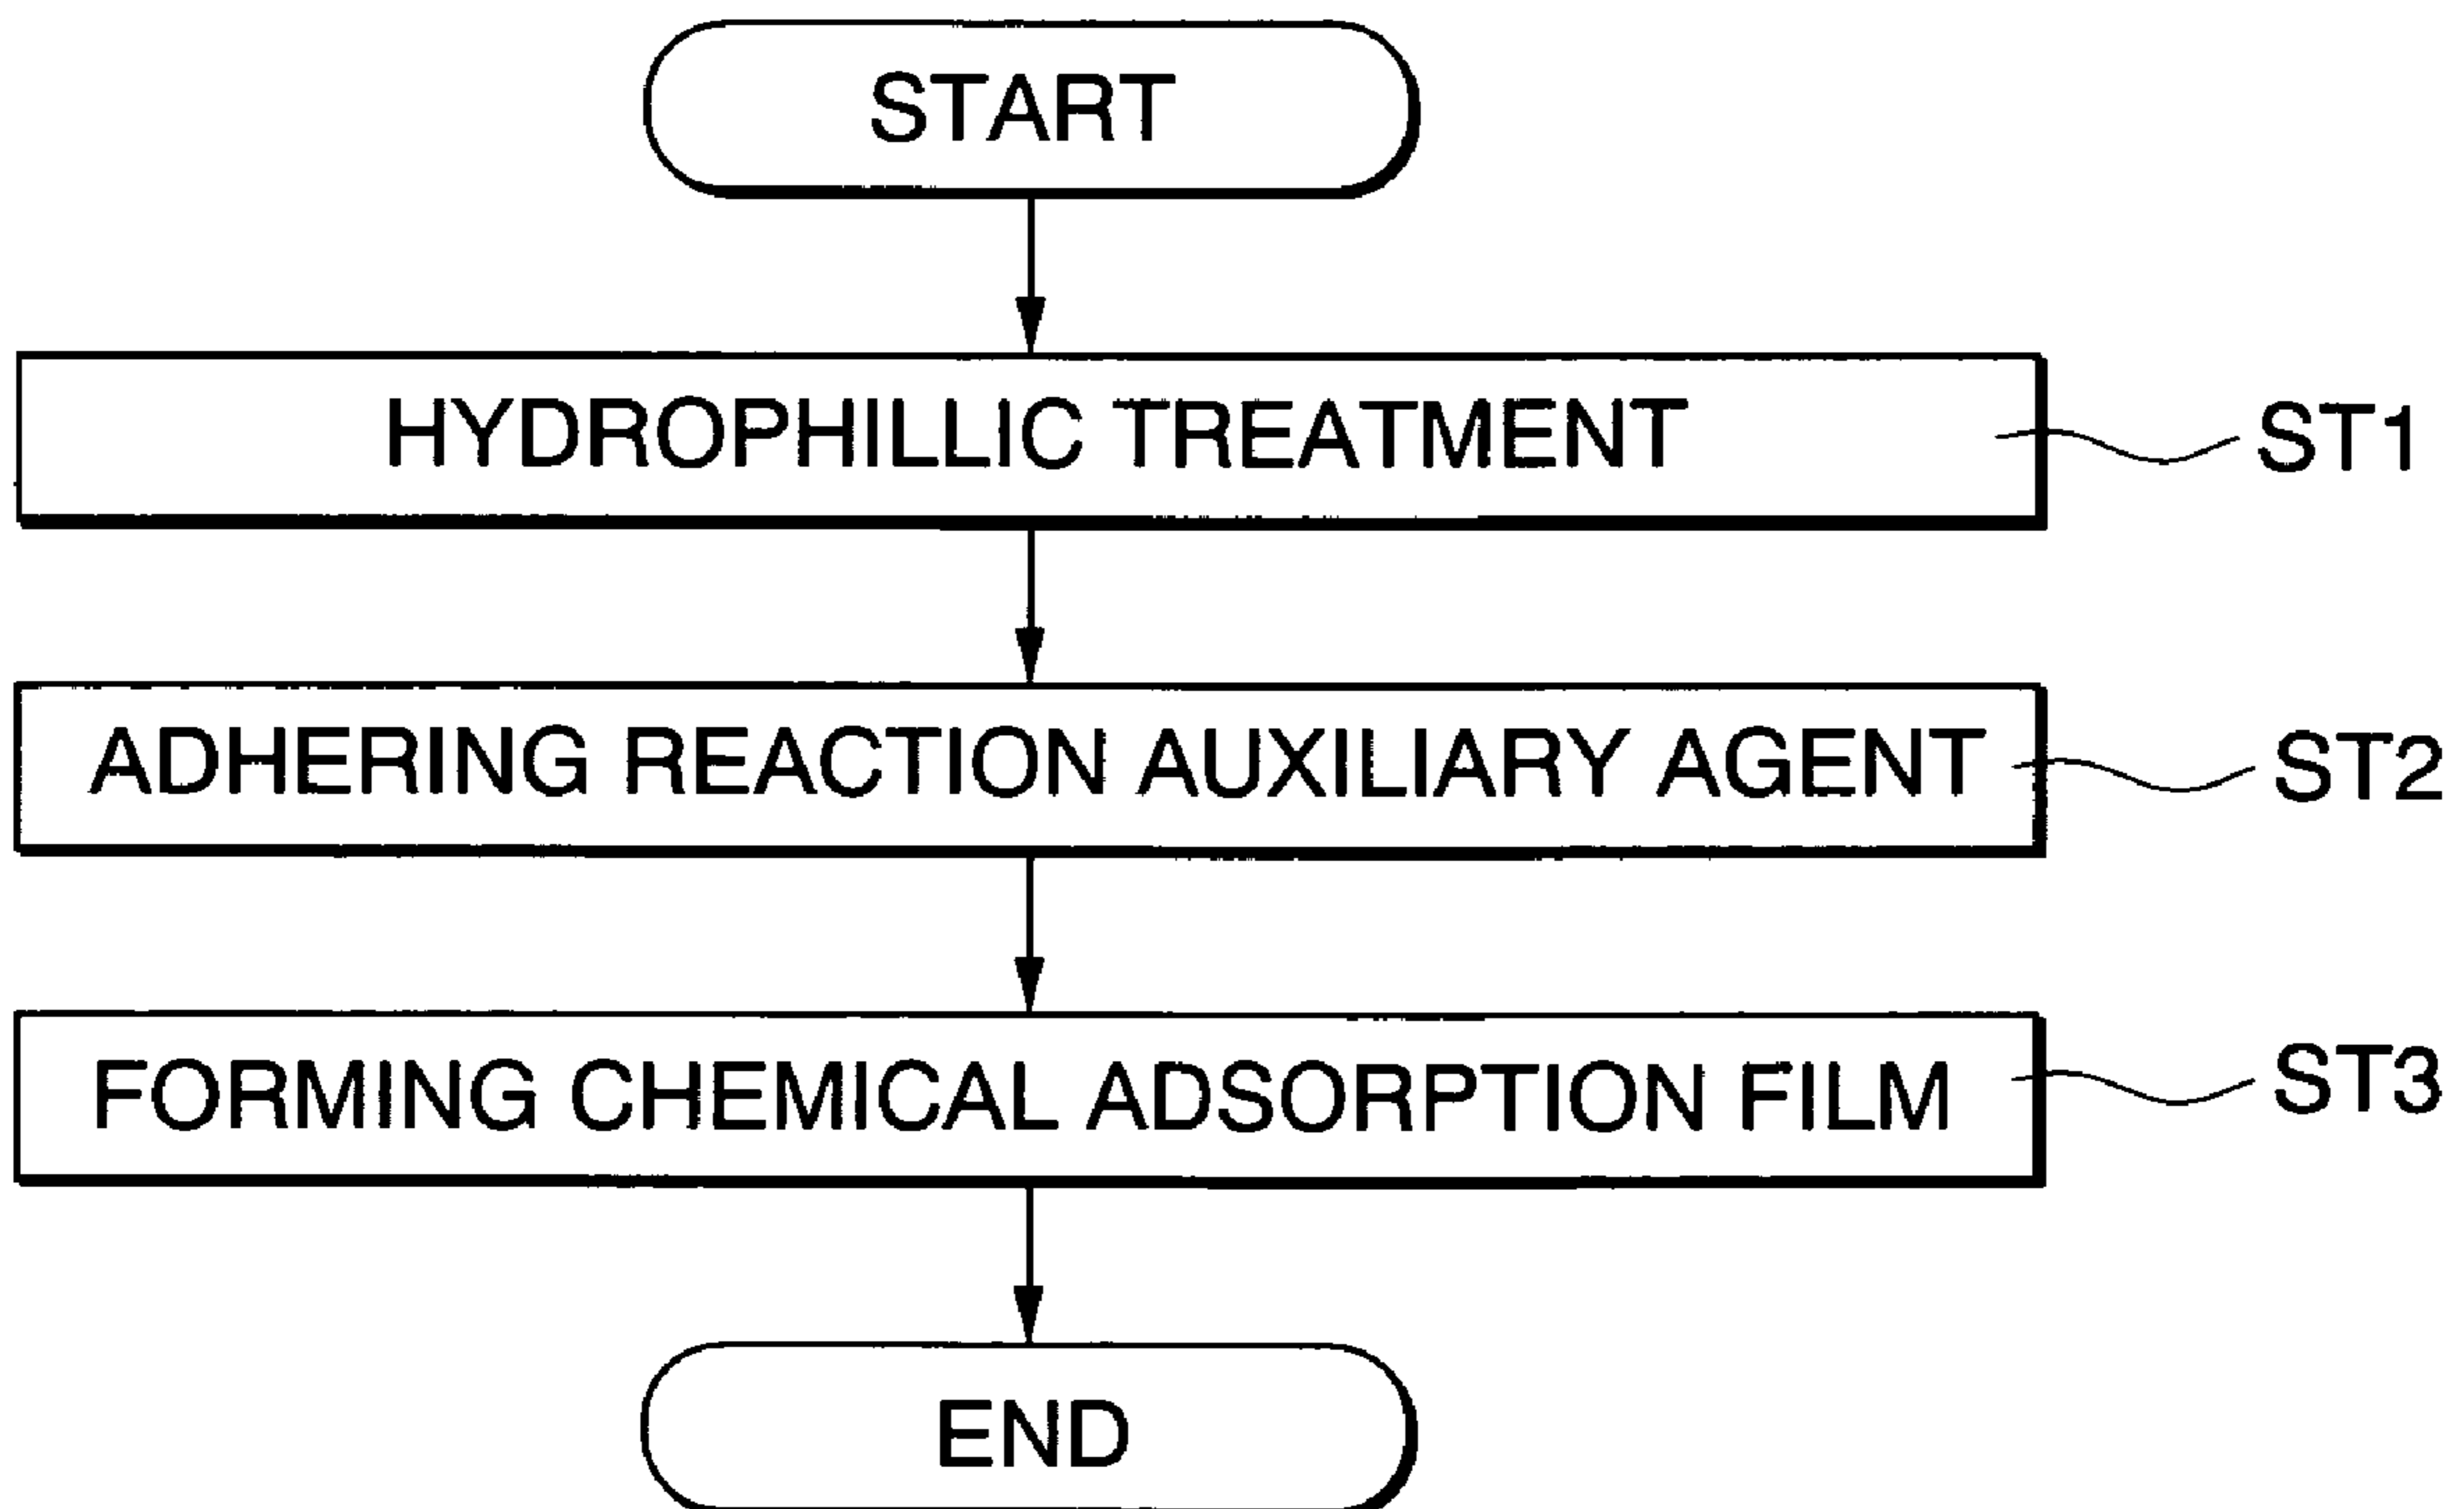 START
HYDROPHILLIC TREATMENT
ST1
ADHERING REACTION AUXILIARY AGENT
ST2
FORMING CHEMICAL ADSORPTION FILM
ST3
END